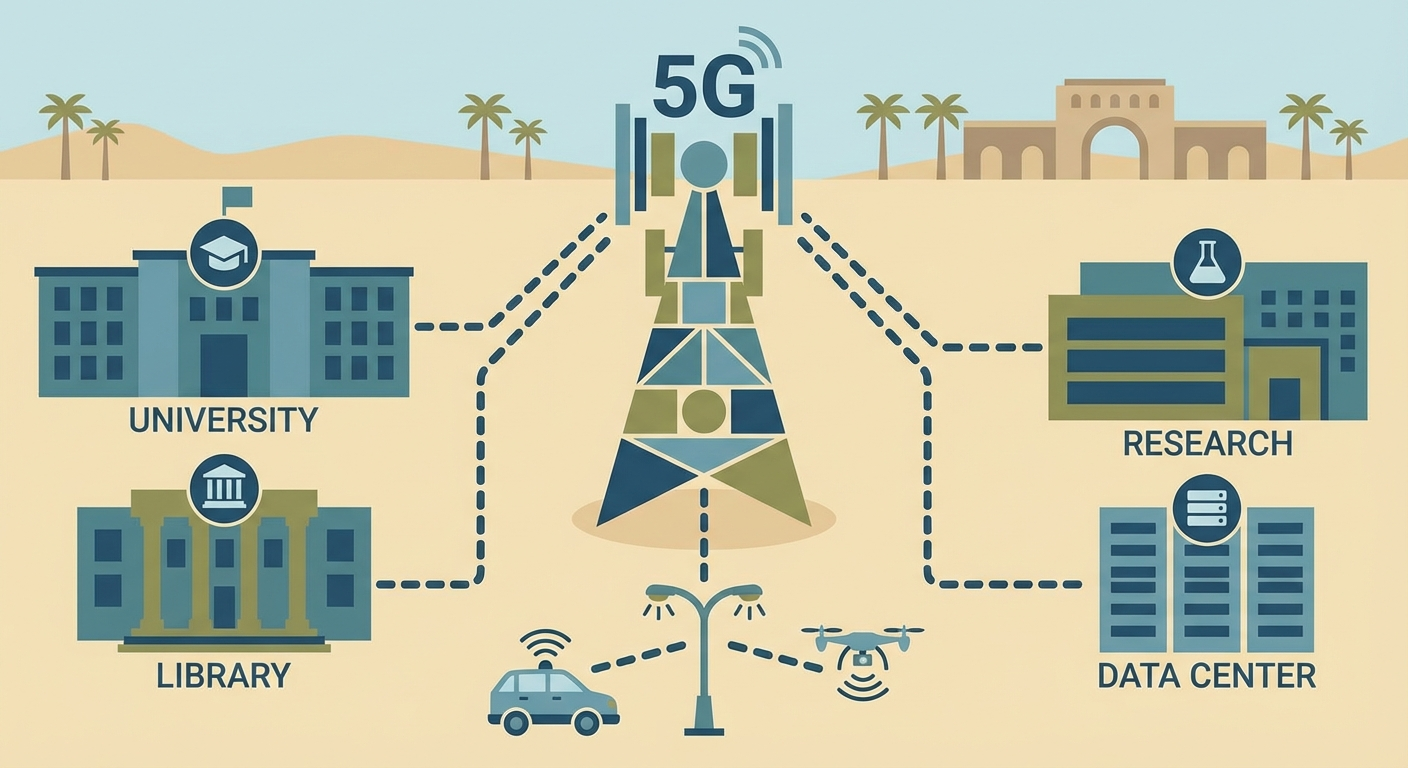 5G
UNIVERSITY
RESEARCH
LIBRARY
DATA CENTER